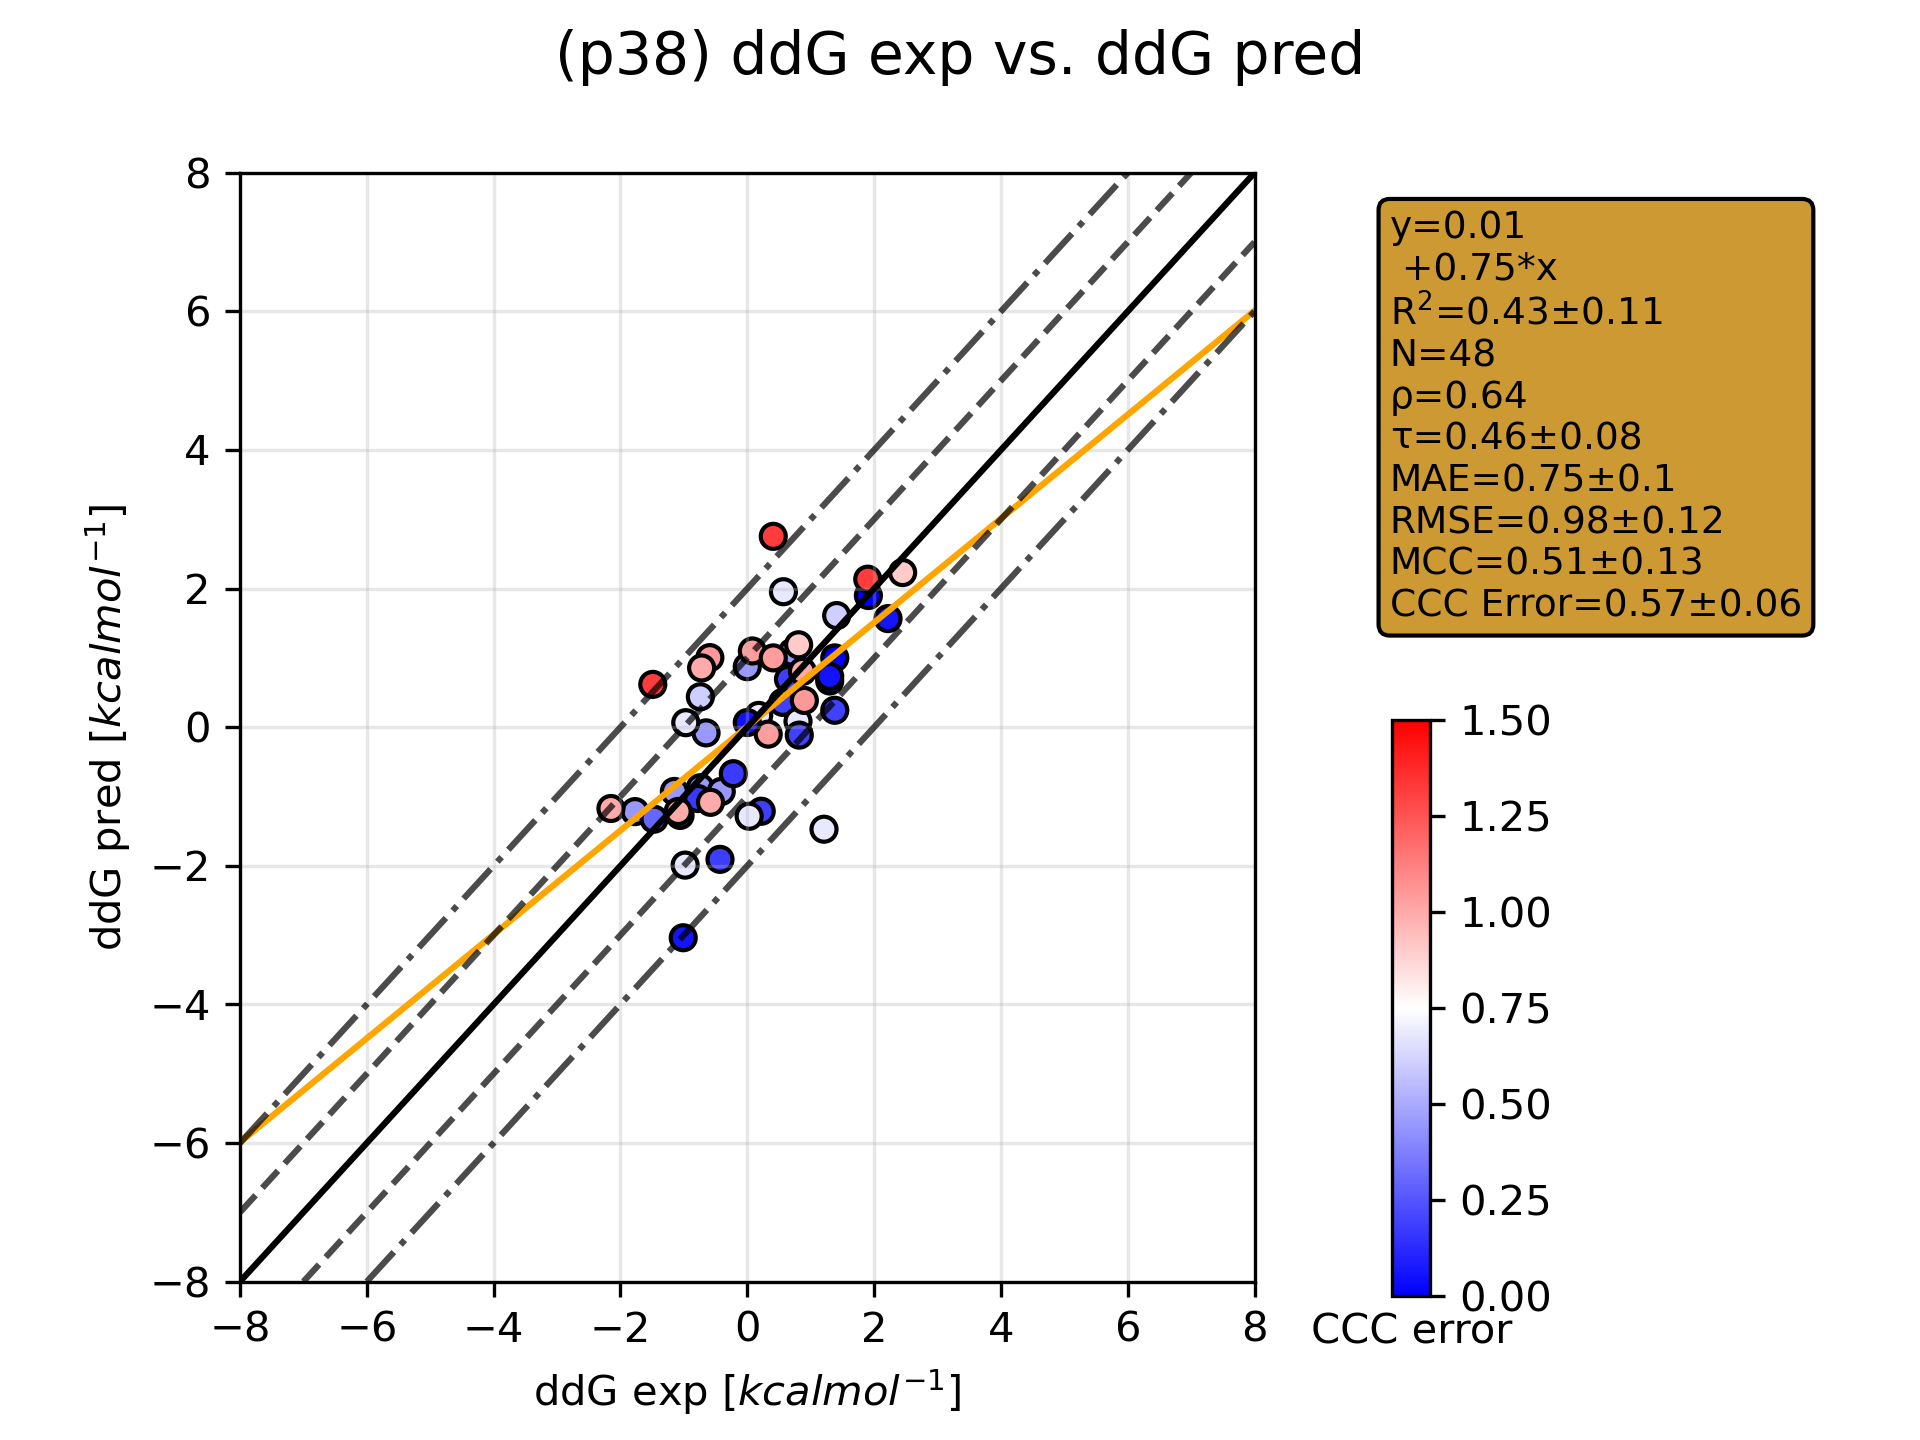 (p38) ddG exp vs. ddG pred
8
6
4
2
0
−2
−4
−6
−8
ddG pred [kcalmol⁻¹]
−8 −6 −4 −2 0 2 4 6 8
ddG exp [kcalmol⁻¹]
y=0.01
+0.75*x
R²=0.43±0.11
N=48
ρ=0.64
τ=0.46±0.08
MAE=0.75±0.1
RMSE=0.98±0.12
MCC=0.51±0.13
CCC Error=0.57±0.06
1.50
1.25
1.00
0.75
0.50
0.25
0.00
CCC error